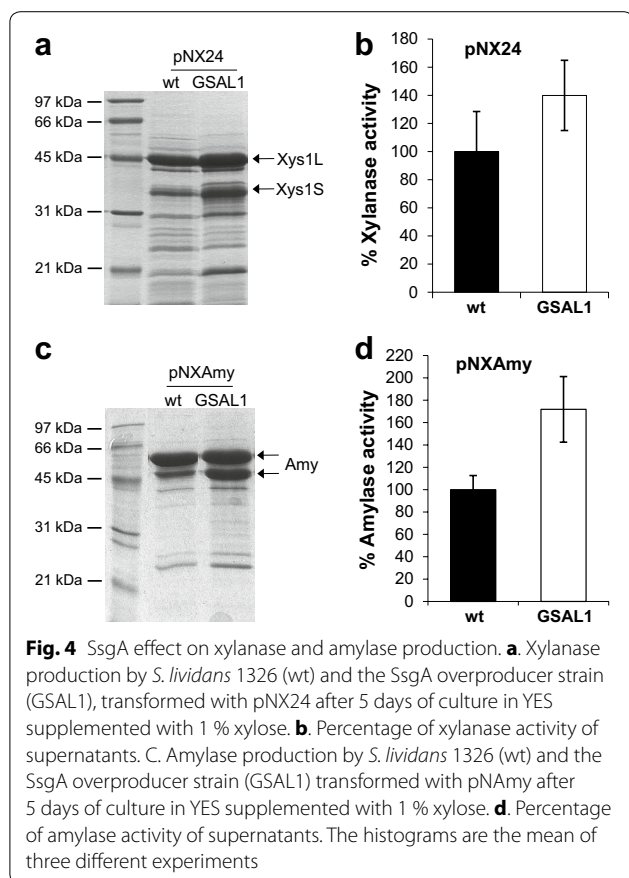 a
pNX24
wt GSAL1
97 kDa
66 kDa
45 kDa
31 kDa
21 kDa
Xys1L
Xys1S
b
pNX24
% Xylanase activity
180
160
140
120
100
80
60
40
20
0
wt GSAL1
c
pNXAmy
wt GSAL1
97 kDa
66 kDa
45 kDa
31 kDa
21 kDa
Amy
d
pNXAmy
% Amylase activity
220
200
180
160
140
120
100
80
60
40
20
0
wt GSAL1
Fig. 4 SsgA effect on xylanase and amylase production. a. Xylanase
production by S. lividans 1326 (wt) and the SsgA overproducer strain
(GSAL1), transformed with pNX24 after 5 days of culture in YES
supplemented with 1 % xylose. b. Percentage of xylanase activity of
supernatants. C. Amylase production by S. lividans 1326 (wt) and the
SsgA overproducer strain (GSAL1) transformed with pNAmy after
5 days of culture in YES supplemented with 1 % xylose. d. Percentage
of amylase activity of supernatants. The histograms are the mean of
three different experiments